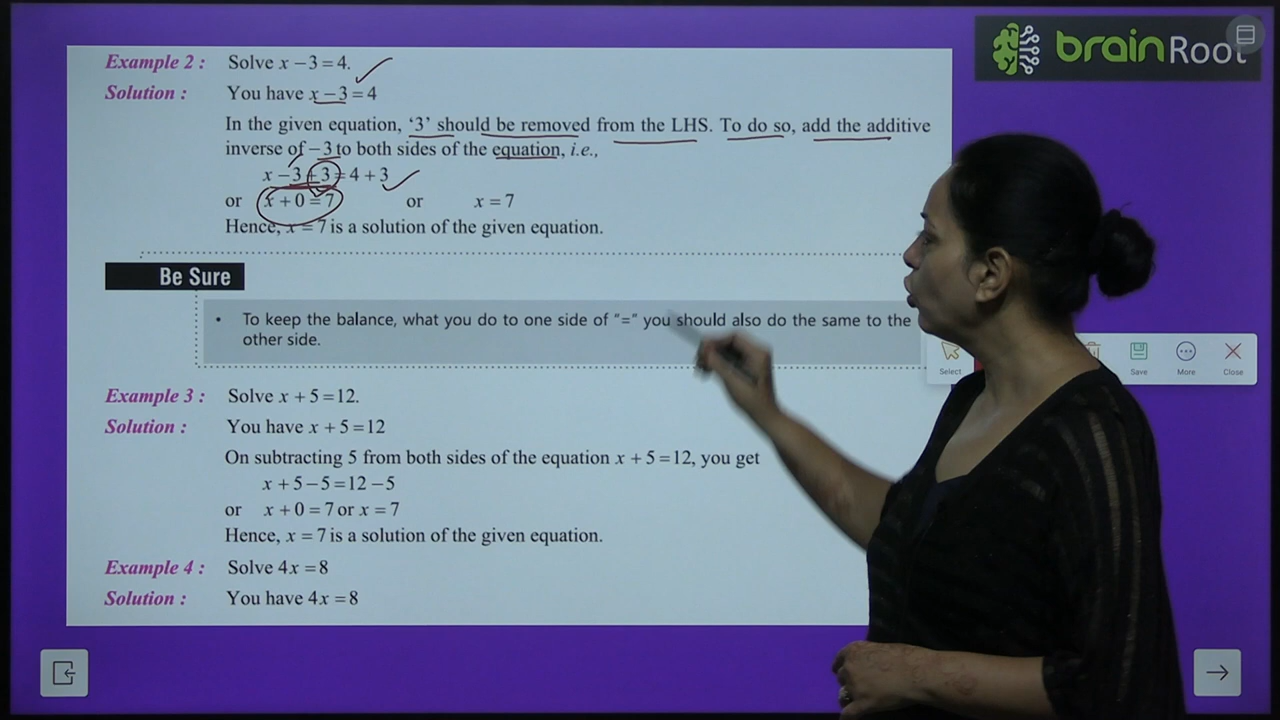 brainRoot
Example 2 : Solve x − 3 = 4.
Solution : You have x − 3 = 4
In the given equation, ‘3’ should be removed from the LHS. To do so, add the additive
inverse of − 3 to both sides of the equation, i.e.,
x − 3 + 3 = 4 + 3
or x + 0 = 7 or x = 7
Hence, x = 7 is a solution of the given equation.
Be Sure
• To keep the balance, what you do to one side of "=" you should also do the same to the
other side.
Select Save More Close
Example 3 : Solve x + 5 = 12.
Solution : You have x + 5 = 12
On subtracting 5 from both sides of the equation x + 5 = 12, you get
x + 5 − 5 = 12 − 5
or x + 0 = 7 or x = 7
Hence, x = 7 is a solution of the given equation.
Example 4 : Solve 4x = 8
Solution : You have 4x = 8